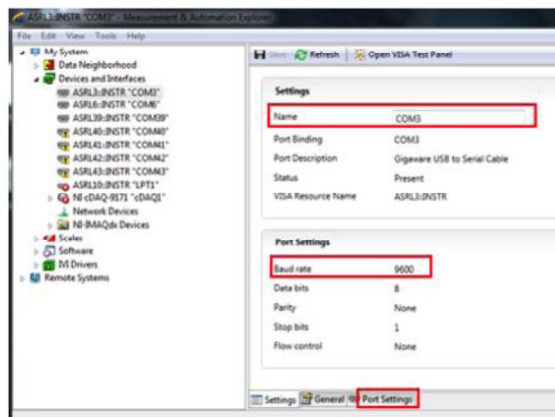 ASRL3::INSTR "COM3" - Measurement & Automation Explorer
File Edit View Tools Help
My System
Data Neighborhood
Devices and Interfaces
ASRL3::INSTR "COM3"
ASRL6::INSTR "COM6"
ASRL39::INSTR "COM39"
ASRL40::INSTR "COM40"
ASRL41::INSTR "COM41"
ASRL42::INSTR "COM42"
ASRL43::INSTR "COM43"
ASRL10::INSTR "LPT1"
NI cDAQ-9171 "cDAQ1"
Network Devices
NI-IMAQdx Devices
Scales
Software
IVI Drivers
Remote Systems
Save Refresh Open VISA Test Panel
Settings
Name COM3
Port Binding COM3
Port Description Gigaware USB to Serial Cable
Status Present
VISA Resource Name ASRL3::INSTR
Port Settings
Baud rate 9600
Data bits 8
Parity None
Stop bits 1
Flow control None
Settings General Port Settings